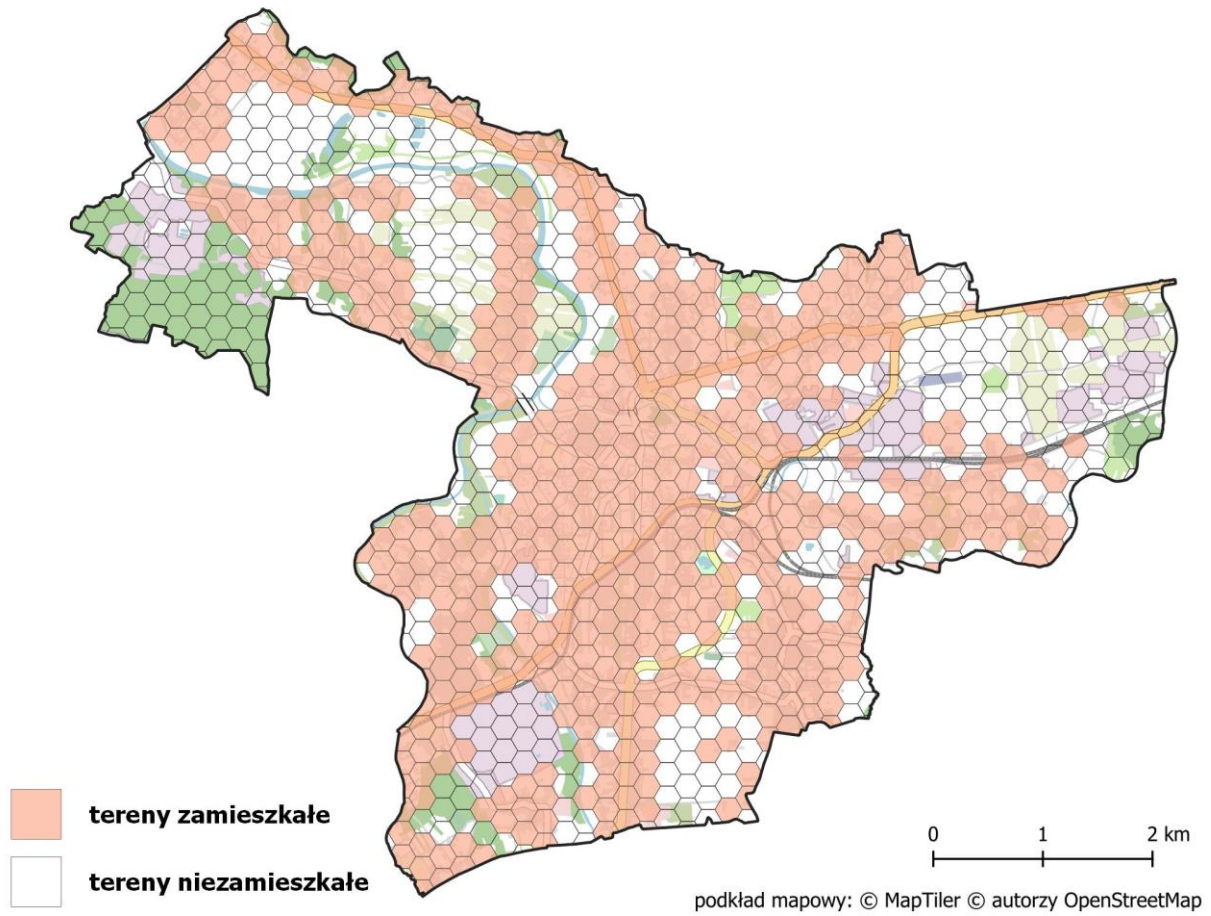 tereny zamieszkałe
tereny niezamieszkałe
0 1 2 km
podkład mapowy: © MapTiler © autorzy OpenStreetMap